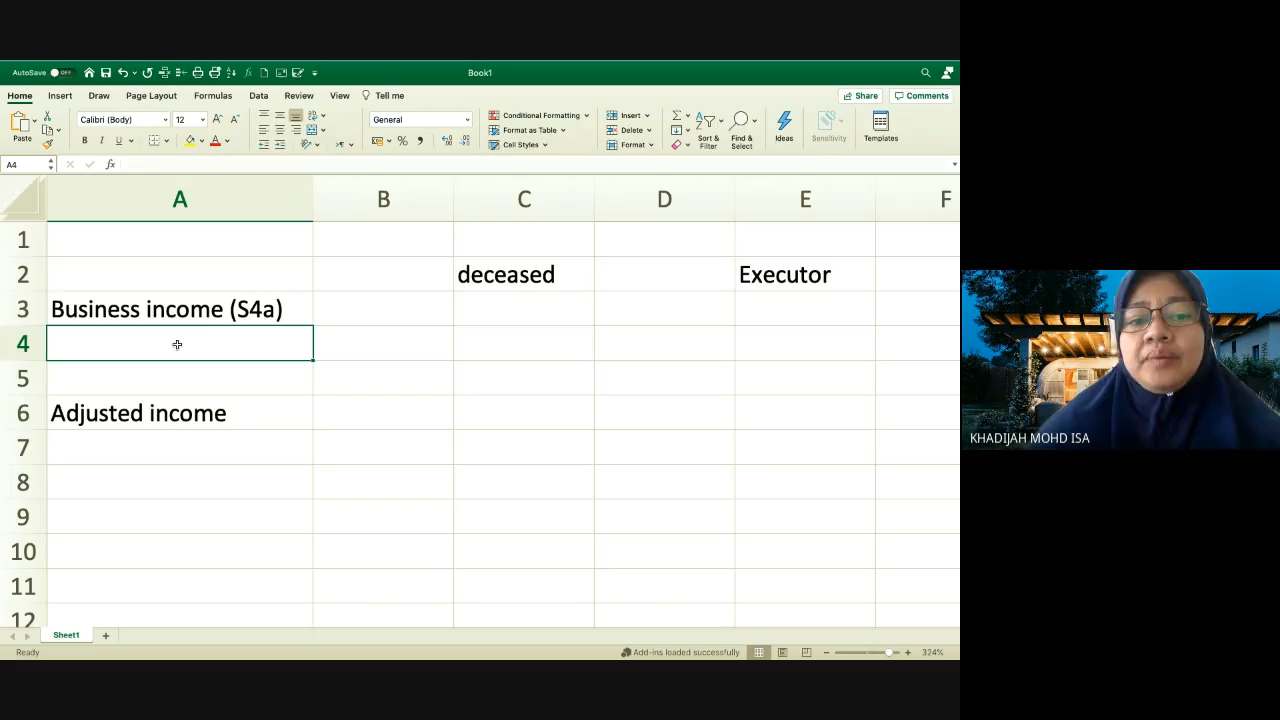 AutoSave OFF
Book1
Home Insert Draw Page Layout Formulas Data Review View Tell me
Share Comments
Paste
Calibri (Body) 12
General
Conditional Formatting
Format as Table
Cell Styles
Insert
Delete
Format
Sort & Filter
Find & Select
Ideas
Sensitivity
Templates
A4 fx
A B C D E F
1
2 deceased Executor
3 Business income (S4a)
4
5
6 Adjusted income
7
8
9
10
11
12
Sheet1
Ready
Add-ins loaded successfully
324%
KHADIJAH MOHD ISA